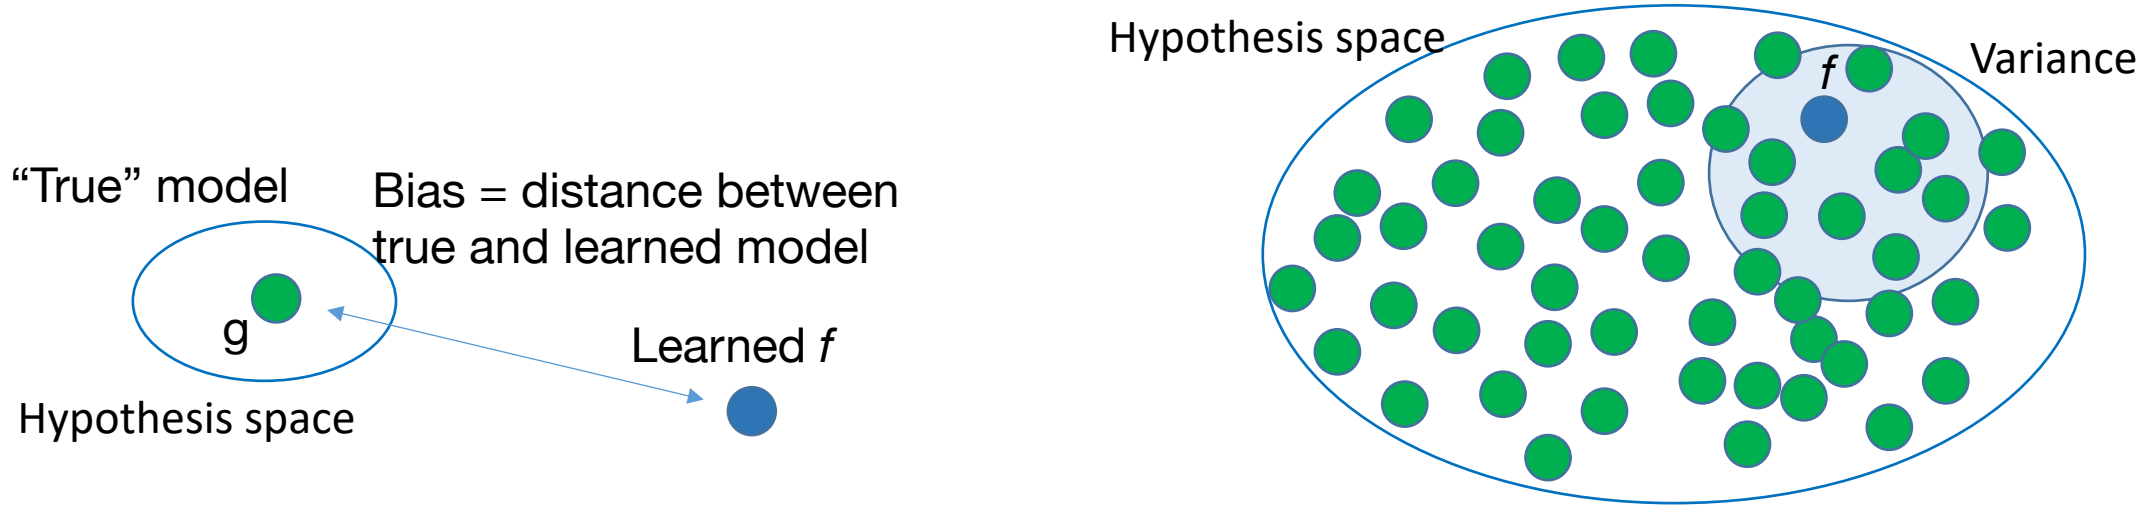 “True” model
Bias = distance between
true and learned model
g
Learned f
Hypothesis space
Hypothesis space
f
Variance